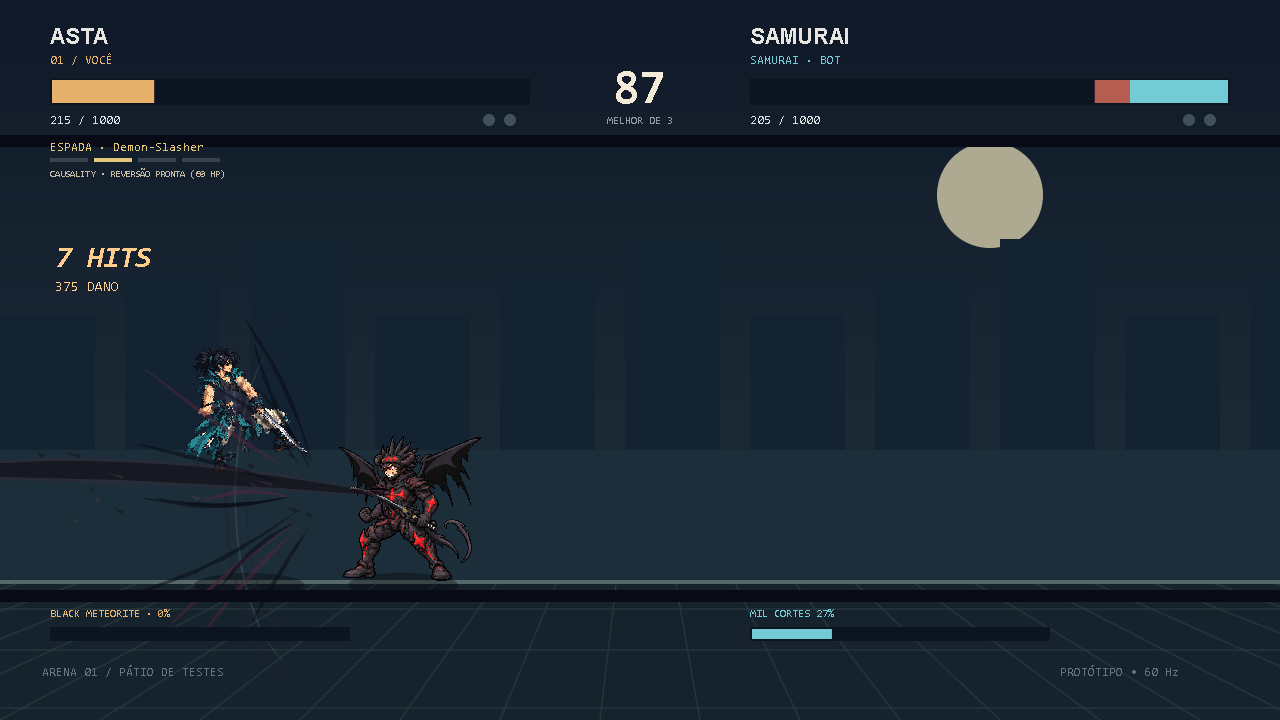 ASTA
01 / VOCÊ
215 / 1000
87
MELHOR DE 3
SAMURAI
SAMURAI · BOT
205 / 1000
ESPADA · Demon-Slasher
CAUSALITY · REVERSÃO PRONTA (60 HP)
7 HITS
375 DANO
BLACK METEORITE · 0%
MIL CORTES 27%
ARENA 01 / PÁTIO DE TESTES
PROTÓTIPO • 60 Hz